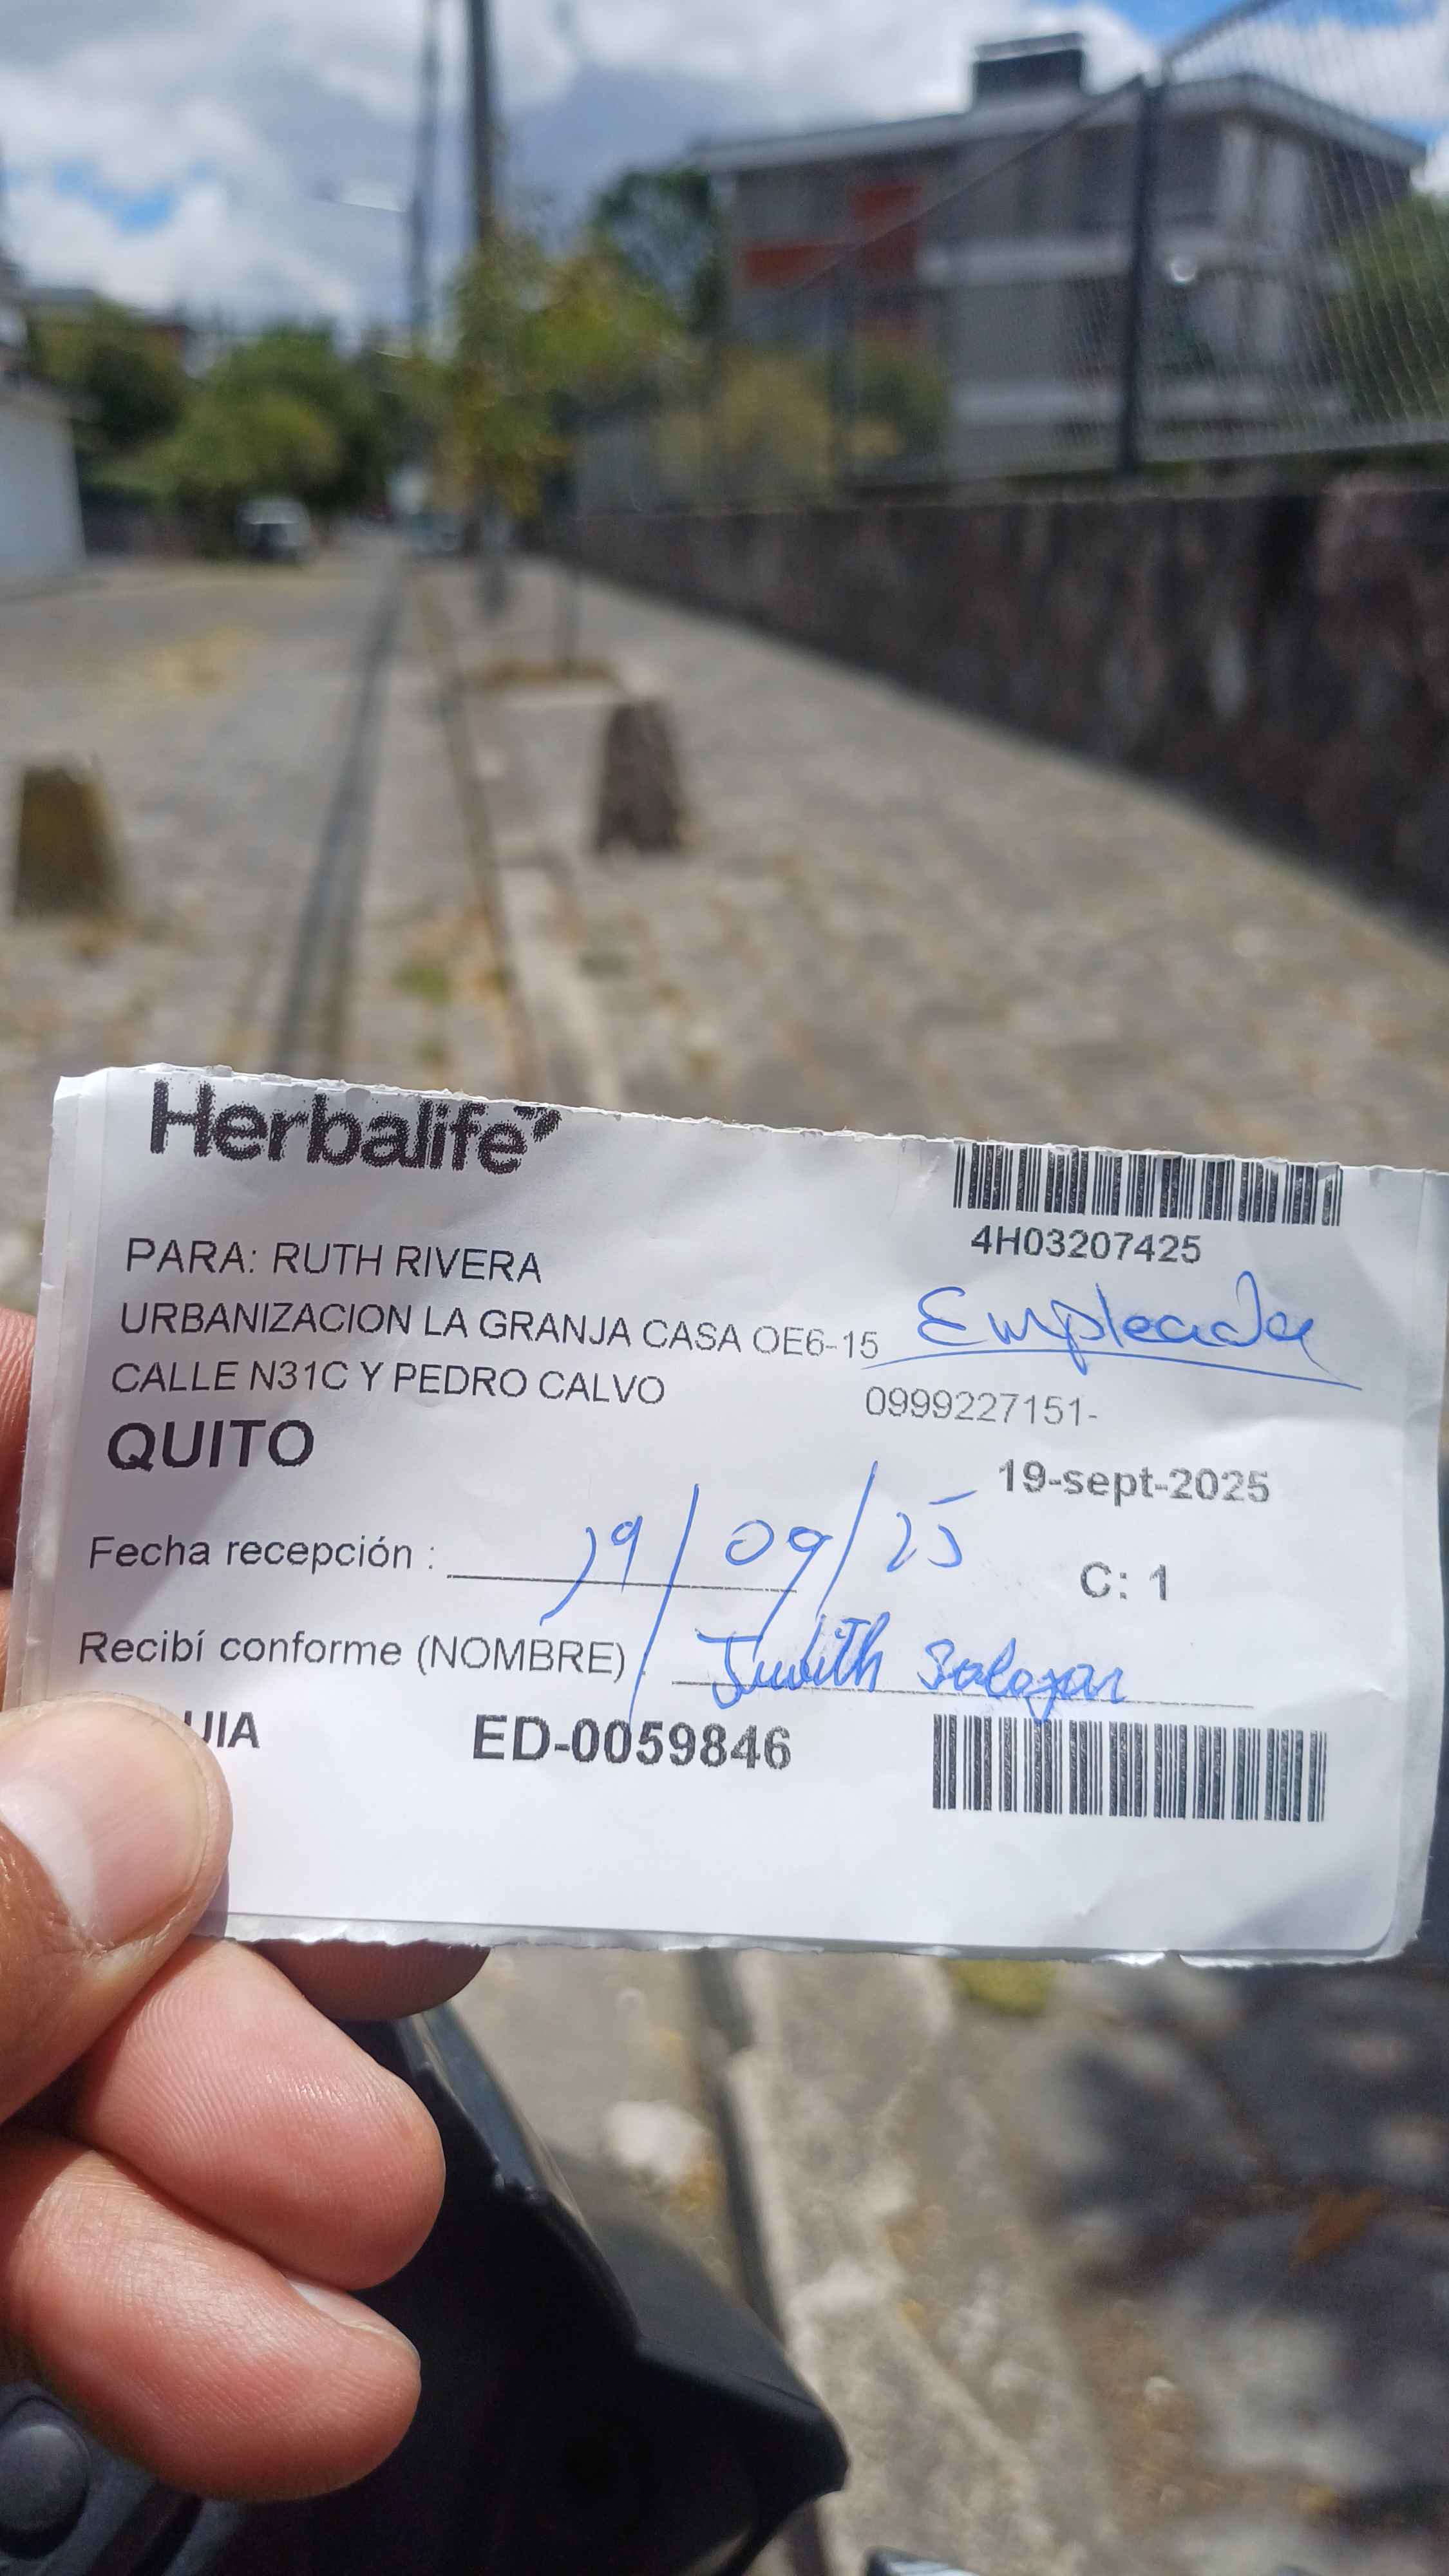 Herbalife
4H03207425
PARA: RUTH RIVERA
URBANIZACION LA GRANJA CASA OE6-15
Empleada
CALLE N31C Y PEDRO CALVO
0999227151-
QUITO
19-sept-2025
Fecha recepción : 19/09/25
C: 1
Recibí conforme (NOMBRE) : Judith Salazar
UIA ED-0059846